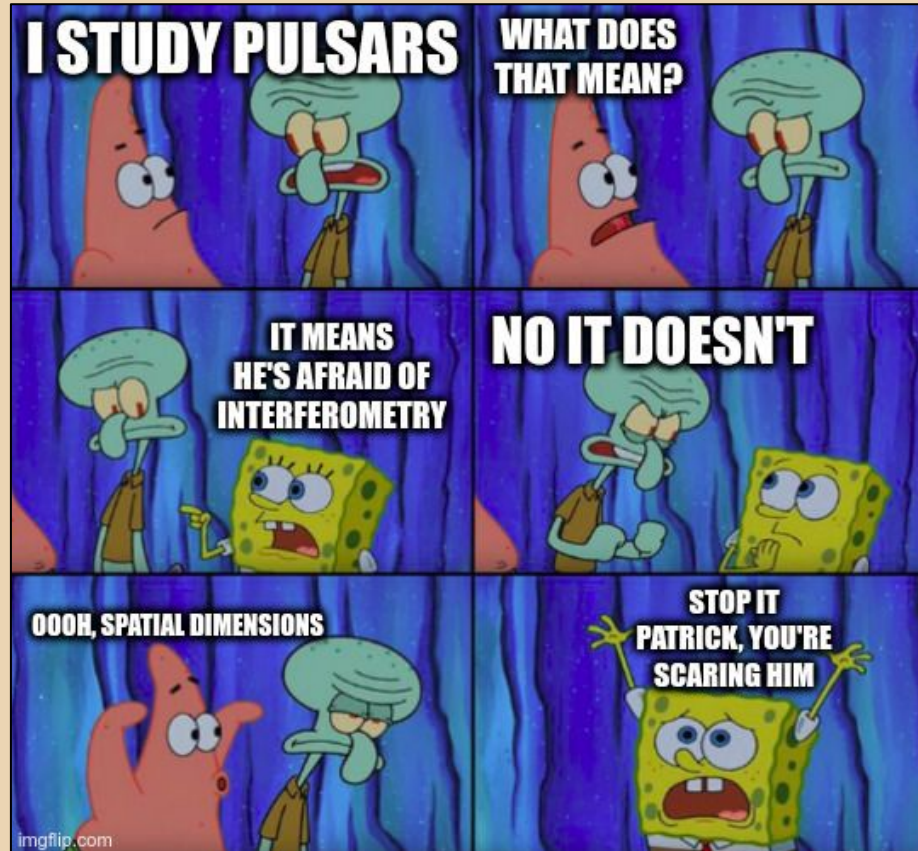 I STUDY PULSARS
WHAT DOES
THAT MEAN?
IT MEANS
HE'S AFRAID OF
INTERFEROMETRY
NO IT DOESN'T
OOOH, SPATIAL DIMENSIONS
STOP IT
PATRICK, YOU'RE
SCARING HIM
imgflip.com